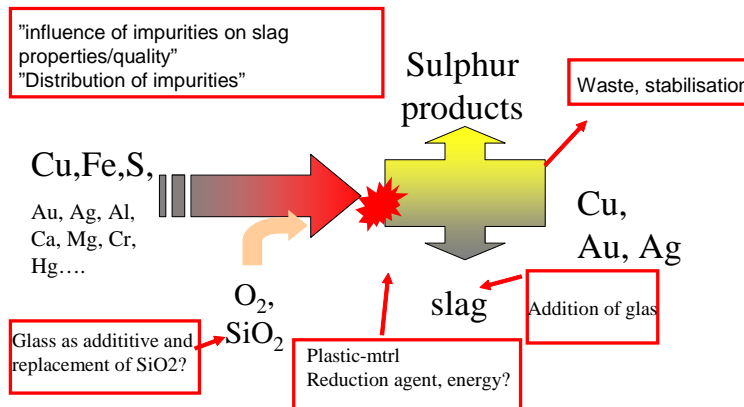 ”influence of impurities on slag
properties/quality”
”Distribution of impurities”
Sulphur
products
Waste, stabilisation
Cu,Fe,S,
Au, Ag, Al,
Ca, Mg, Cr,
Hg….
Cu,
Au, Ag
O₂,
SiO₂
slag
Addition of glas
Glass as addititive and
replacement of SiO2?
Plastic-mtrl
Reduction agent, energy?